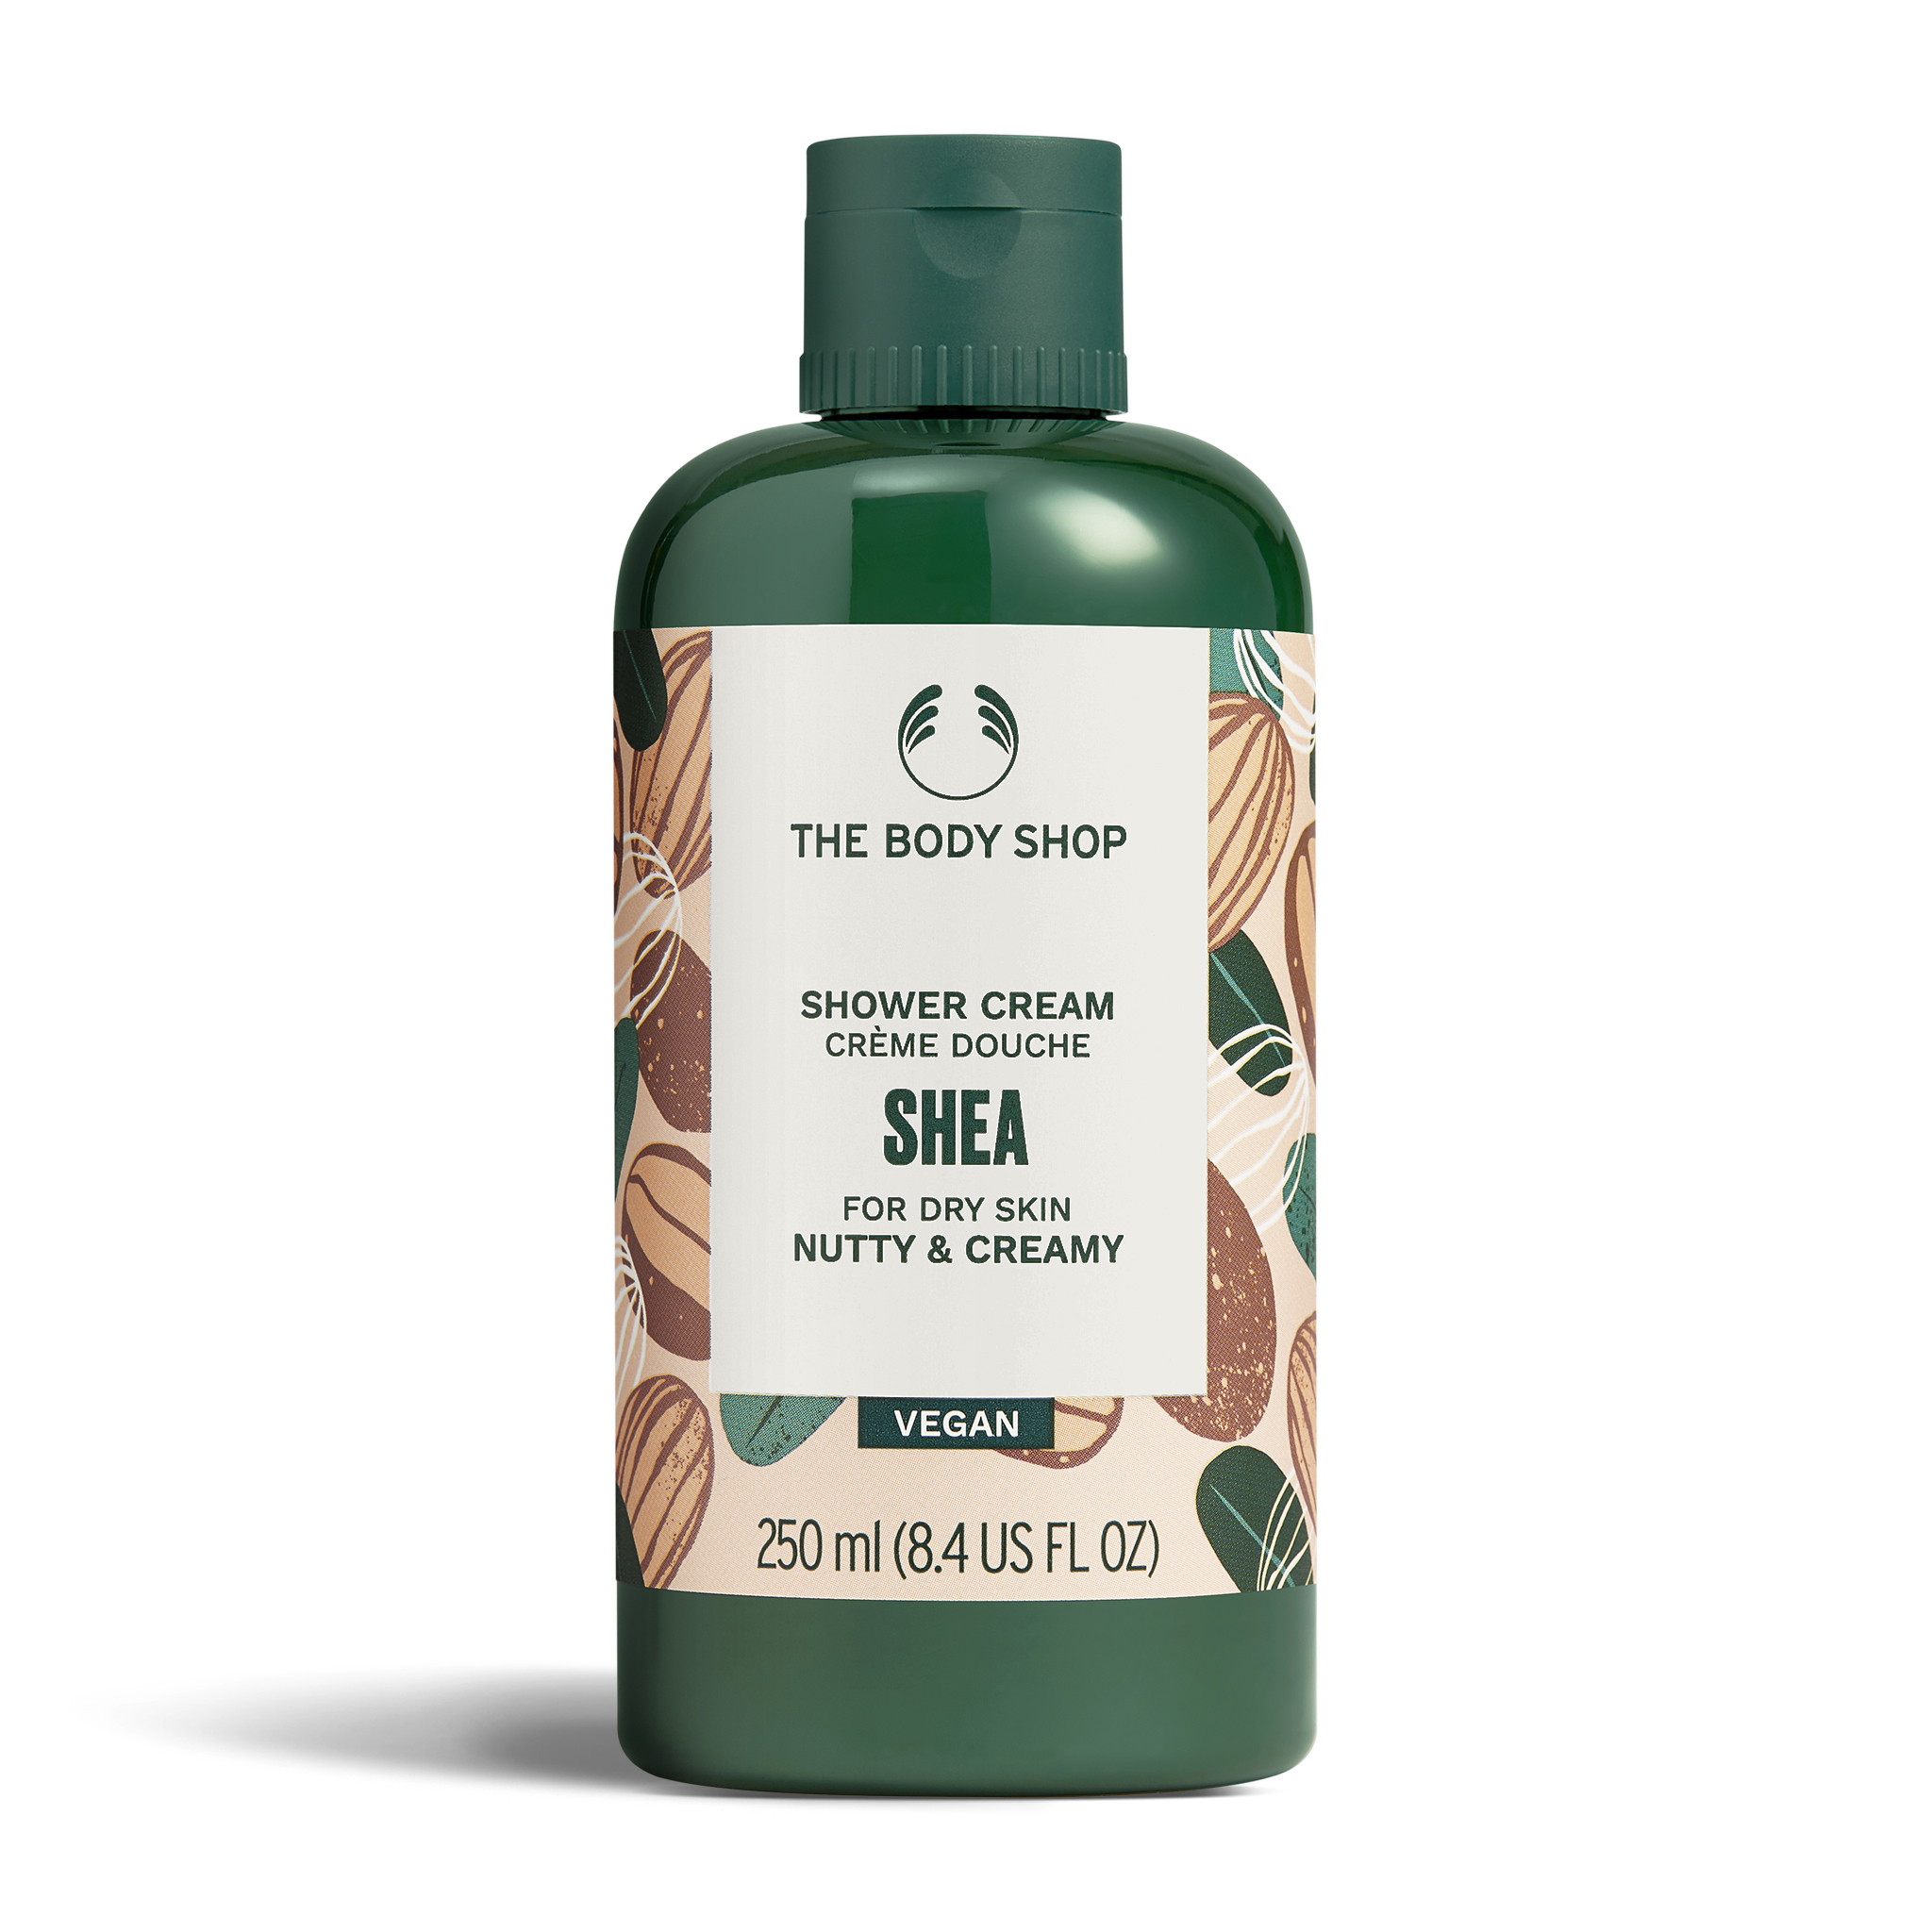 THE BODY SHOP
SHOWER CREAM
CRÈME DOUCHE
SHEA
FOR DRY SKIN
NUTTY & CREAMY
VEGAN
250 ml (8.4 US FL OZ)